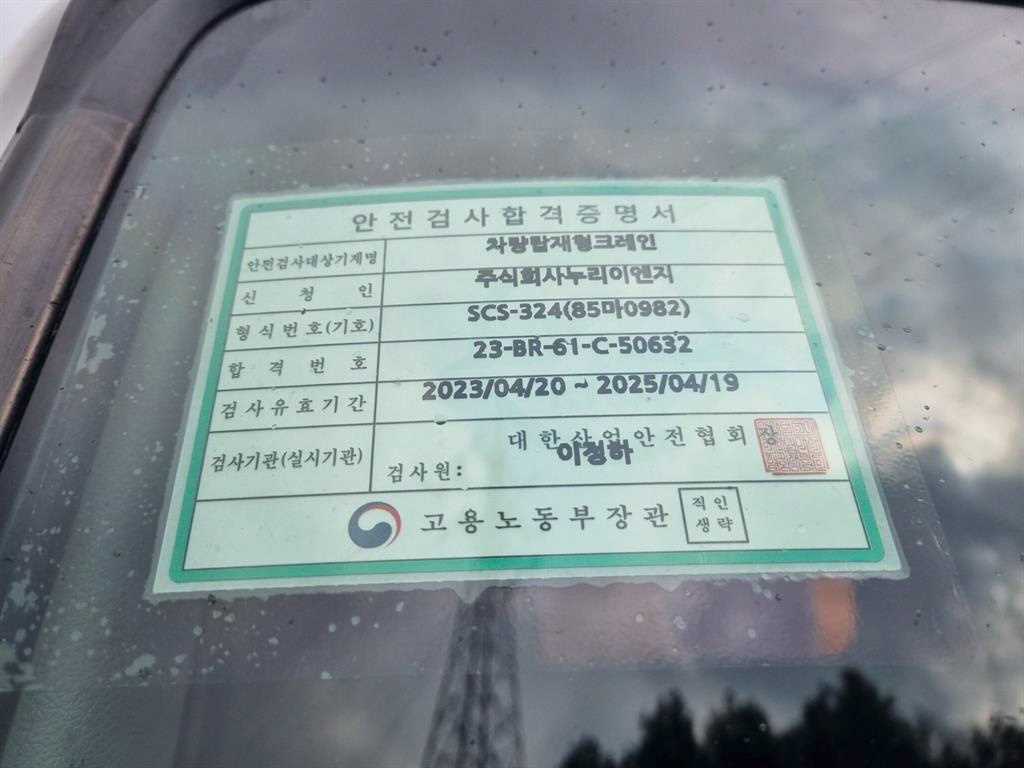 안전검사합격증명서
안전검사대상기계명 차량탑재형크레인
신청인 주식회사누리이엔지
형식번호(기호) SCS-324(85마0982)
합격번호 23-BR-61-C-50632
검사유효기간 2023/04/20 ~ 2025/04/19
검사기관(실시기관) 대한산업안전협회장
검사원: 이청하
고용노동부장관 직인생략